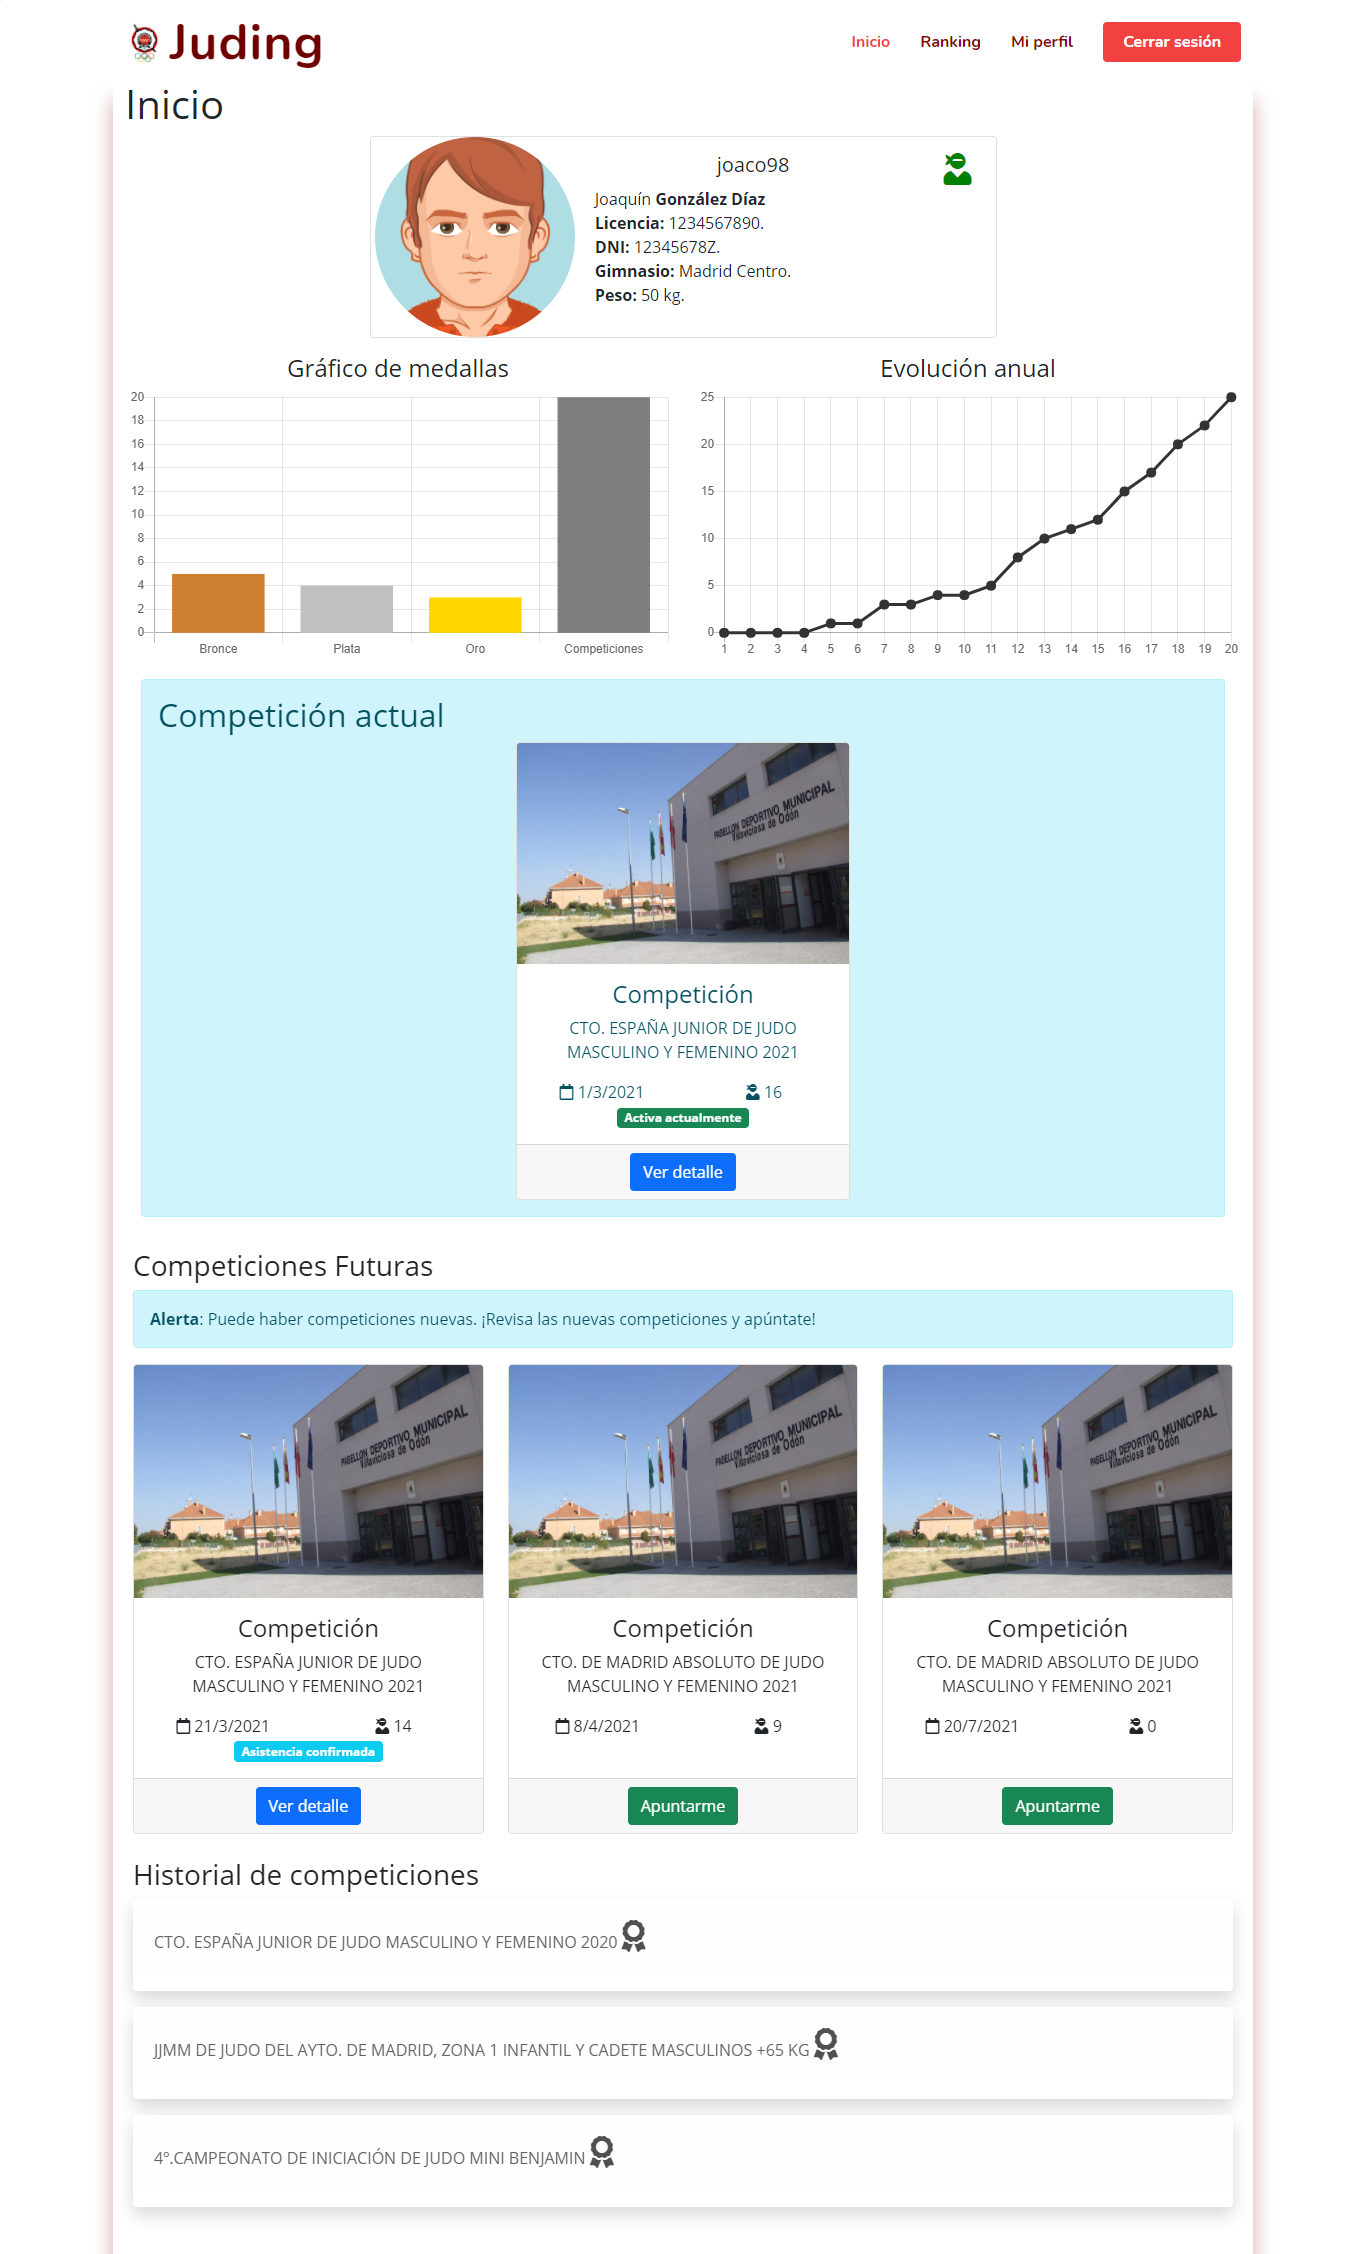 Juding
Inicio
Ranking
Mi perfil
Cerrar sesión
Inicio
joaco98
Joaquín González Díaz
Licencia: 1234567890.
DNI: 12345678Z.
Gimnasio: Madrid Centro.
Peso: 50 kg.
Gráfico de medallas
20
18
16
14
12
10
8
6
4
2
0
Bronce
Plata
Oro
Competiciones
Evolución anual
25
20
15
10
5
0
1 2 3 4 5 6 7 8 9 10 11 12 13 14 15 16 17 18 19 20
Competición actual
PABELLON DEPORTIVO MUNICIPAL
Villaviciosa de Odón
Competición
CTO. ESPAÑA JUNIOR DE JUDO
MASCULINO Y FEMENINO 2021
1/3/2021
16
Activa actualmente
Ver detalle
Competiciones Futuras
Alerta: Puede haber competiciones nuevas. ¡Revisa las nuevas competiciones y apúntate!
PABELLON DEPORTIVO MUNICIPAL
Villaviciosa de Odón
Competición
CTO. ESPAÑA JUNIOR DE JUDO
MASCULINO Y FEMENINO 2021
21/3/2021
14
Asistencia confirmada
Ver detalle
PABELLON DEPORTIVO MUNICIPAL
Villaviciosa de Odón
Competición
CTO. DE MADRID ABSOLUTO DE JUDO
MASCULINO Y FEMENINO 2021
8/4/2021
9
Apuntarme
PABELLON DEPORTIVO MUNICIPAL
Villaviciosa de Odón
Competición
CTO. DE MADRID ABSOLUTO DE JUDO
MASCULINO Y FEMENINO 2021
20/7/2021
0
Apuntarme
Historial de competiciones
CTO. ESPAÑA JUNIOR DE JUDO MASCULINO Y FEMENINO 2020
JJMM DE JUDO DEL AYTO. DE MADRID, ZONA 1 INFANTIL Y CADETE MASCULINOS +65 KG
4º.CAMPEONATO DE INICIACIÓN DE JUDO MINI BENJAMIN